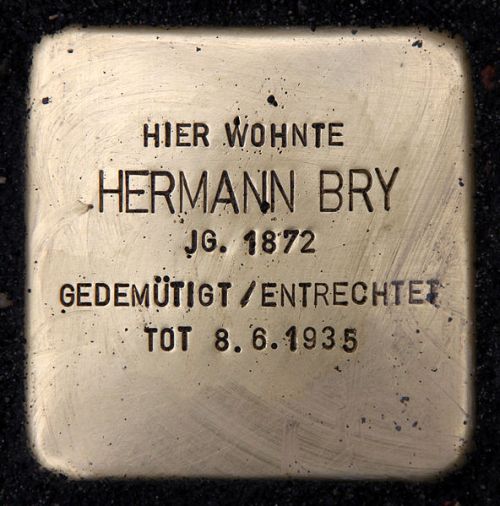 HIER WOHNTE
HERMANN BRY
JG. 1872
GEDEMÜTIGT/ENTRECHTET
TOT 8.6.1935